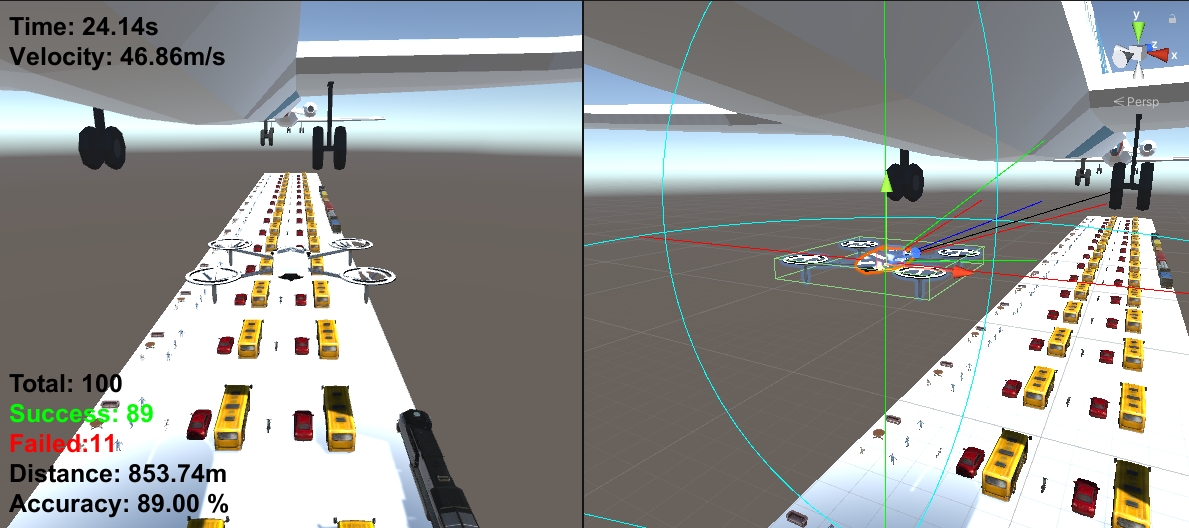 Time: 24.14s
Velocity: 46.86m/s
Total: 100
Success: 89
Failed:11
Distance: 853.74m
Accuracy: 89.00 %
y
z
x
Persp